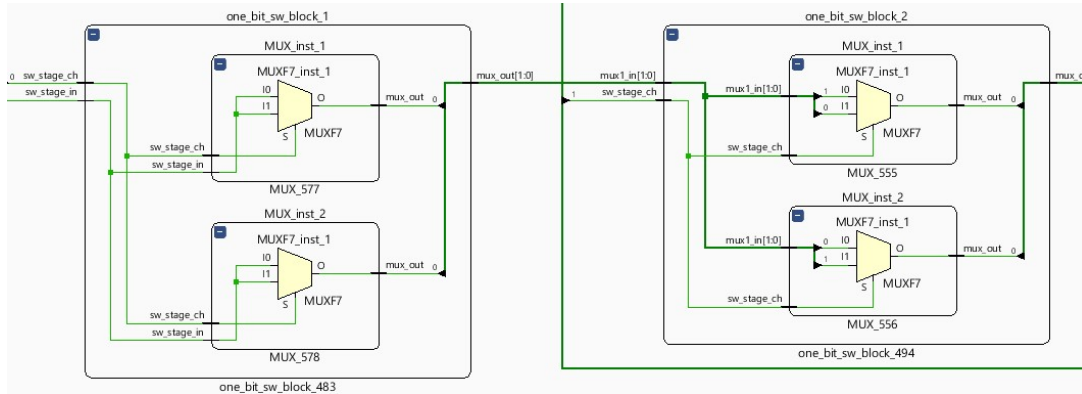 one_bit_sw_block_1
MUX_inst_1
MUXF7_inst_1
0
sw_stage_ch
sw_stage_in
I0
I1
O
S
MUXF7
mux_out
0
mux_out[1:0]
sw_stage_ch
sw_stage_in
MUX_577
MUX_inst_2
MUXF7_inst_1
I0
I1
O
S
MUXF7
mux_out
0
sw_stage_ch
sw_stage_in
MUX_578
one_bit_sw_block_483
one_bit_sw_block_2
MUX_inst_1
MUXF7_inst_1
mux1_in[1:0]
1
sw_stage_ch
mux1_in[1:0]
1
0
I0
I1
O
S
MUXF7
mux_out
0
sw_stage_ch
MUX_555
MUX_inst_2
MUXF7_inst_1
mux1_in[1:0]
0
1
I0
I1
O
S
MUXF7
mux_out
0
sw_stage_ch
MUX_556
one_bit_sw_block_494